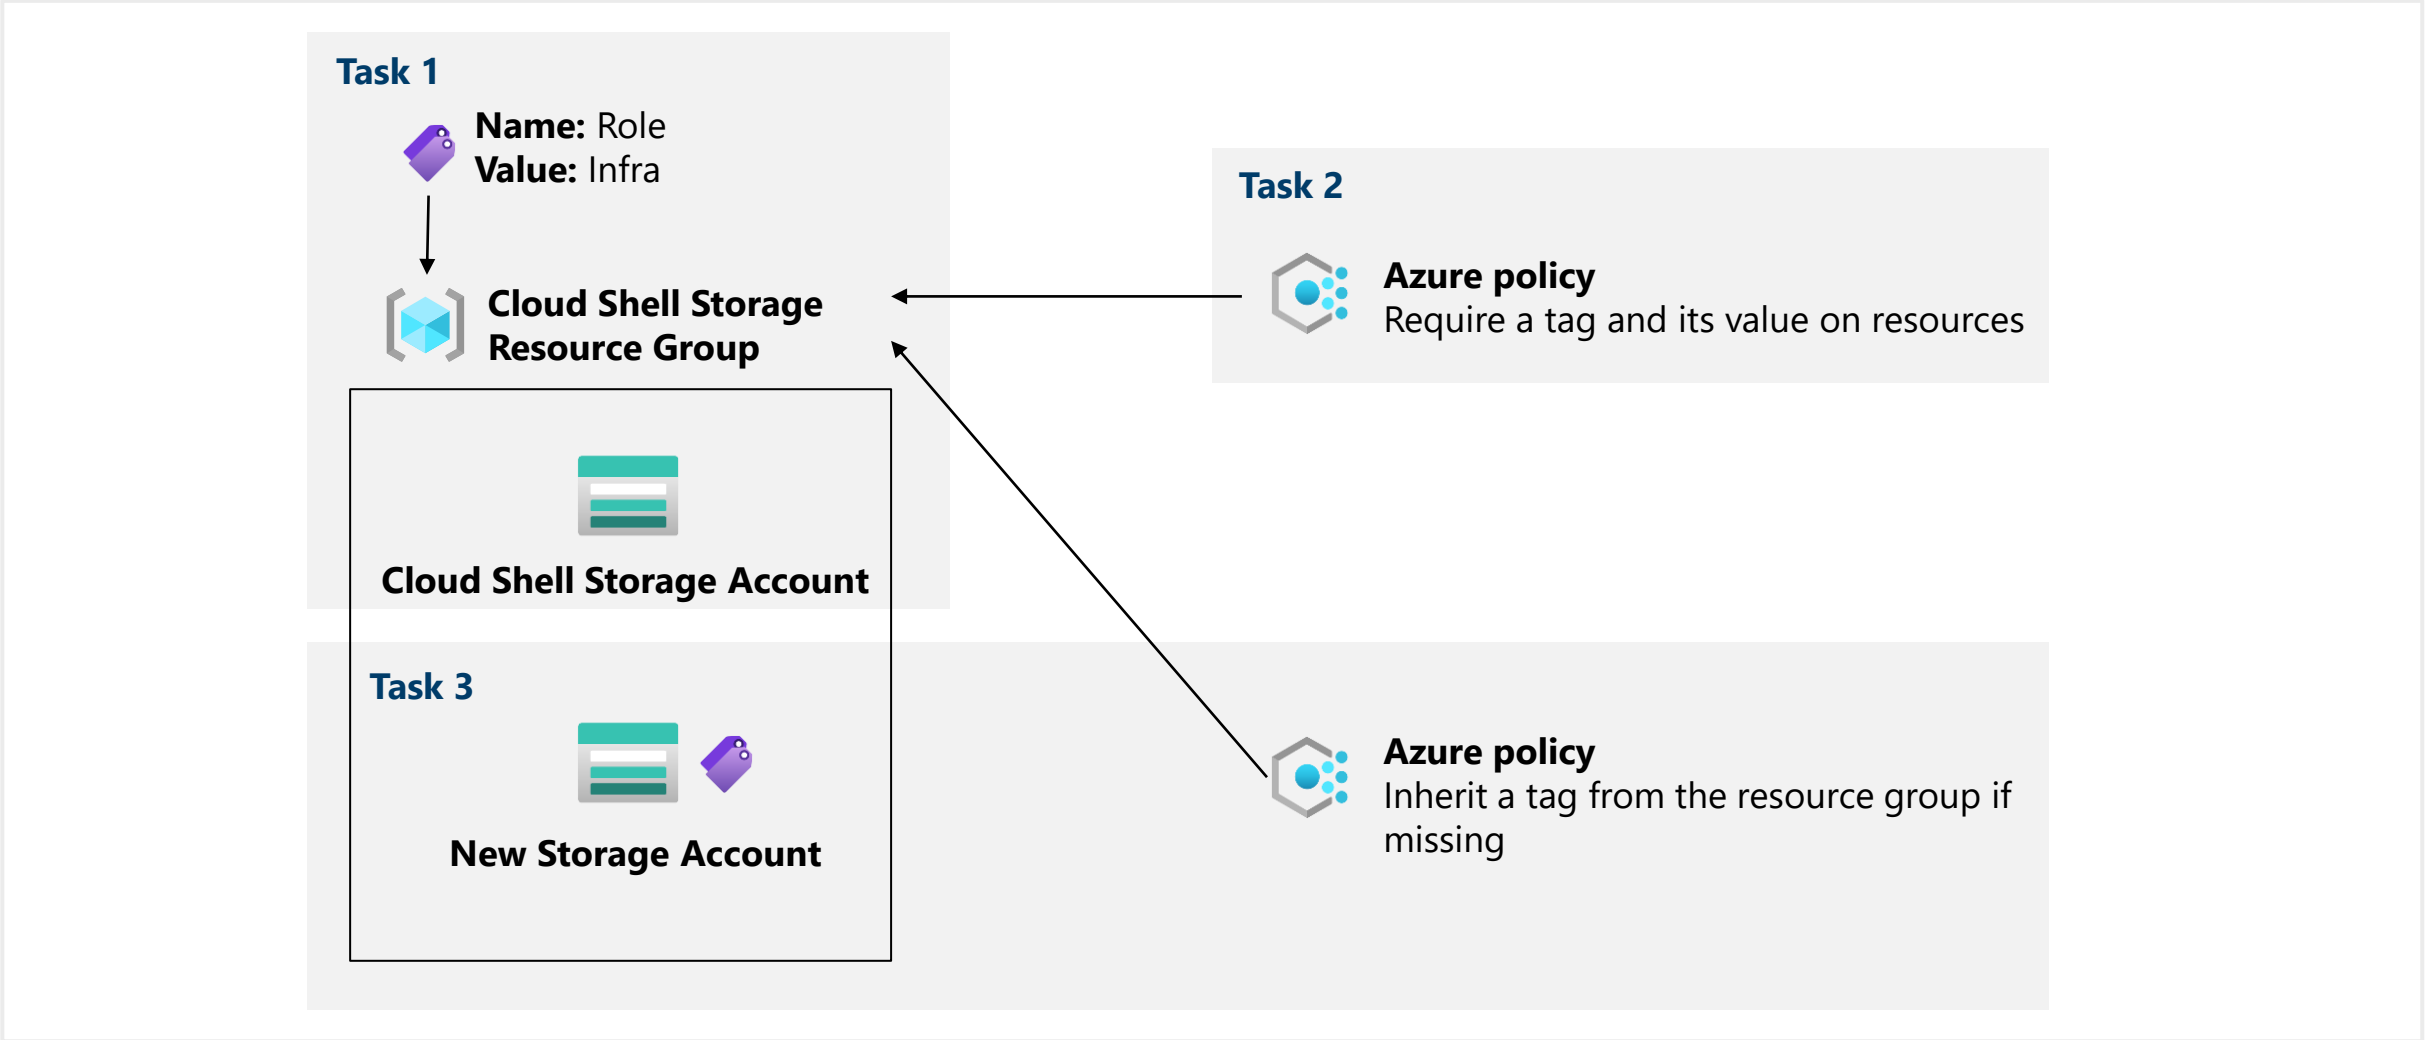 Task 1
Name: Role
Value: Infra
Cloud Shell Storage
Resource Group
Cloud Shell Storage Account
Task 2
Azure policy
Require a tag and its value on resources
Task 3
New Storage Account
Azure policy
Inherit a tag from the resource group if
missing